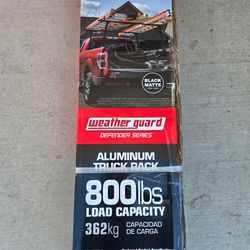 BLACK
MATTE
weather guard
DEFENDER SERIES
ALUMINUM
TRUCK RACK
800lbs
LOAD CAPACITY
362kg CAPACIDAD
DE CARGA